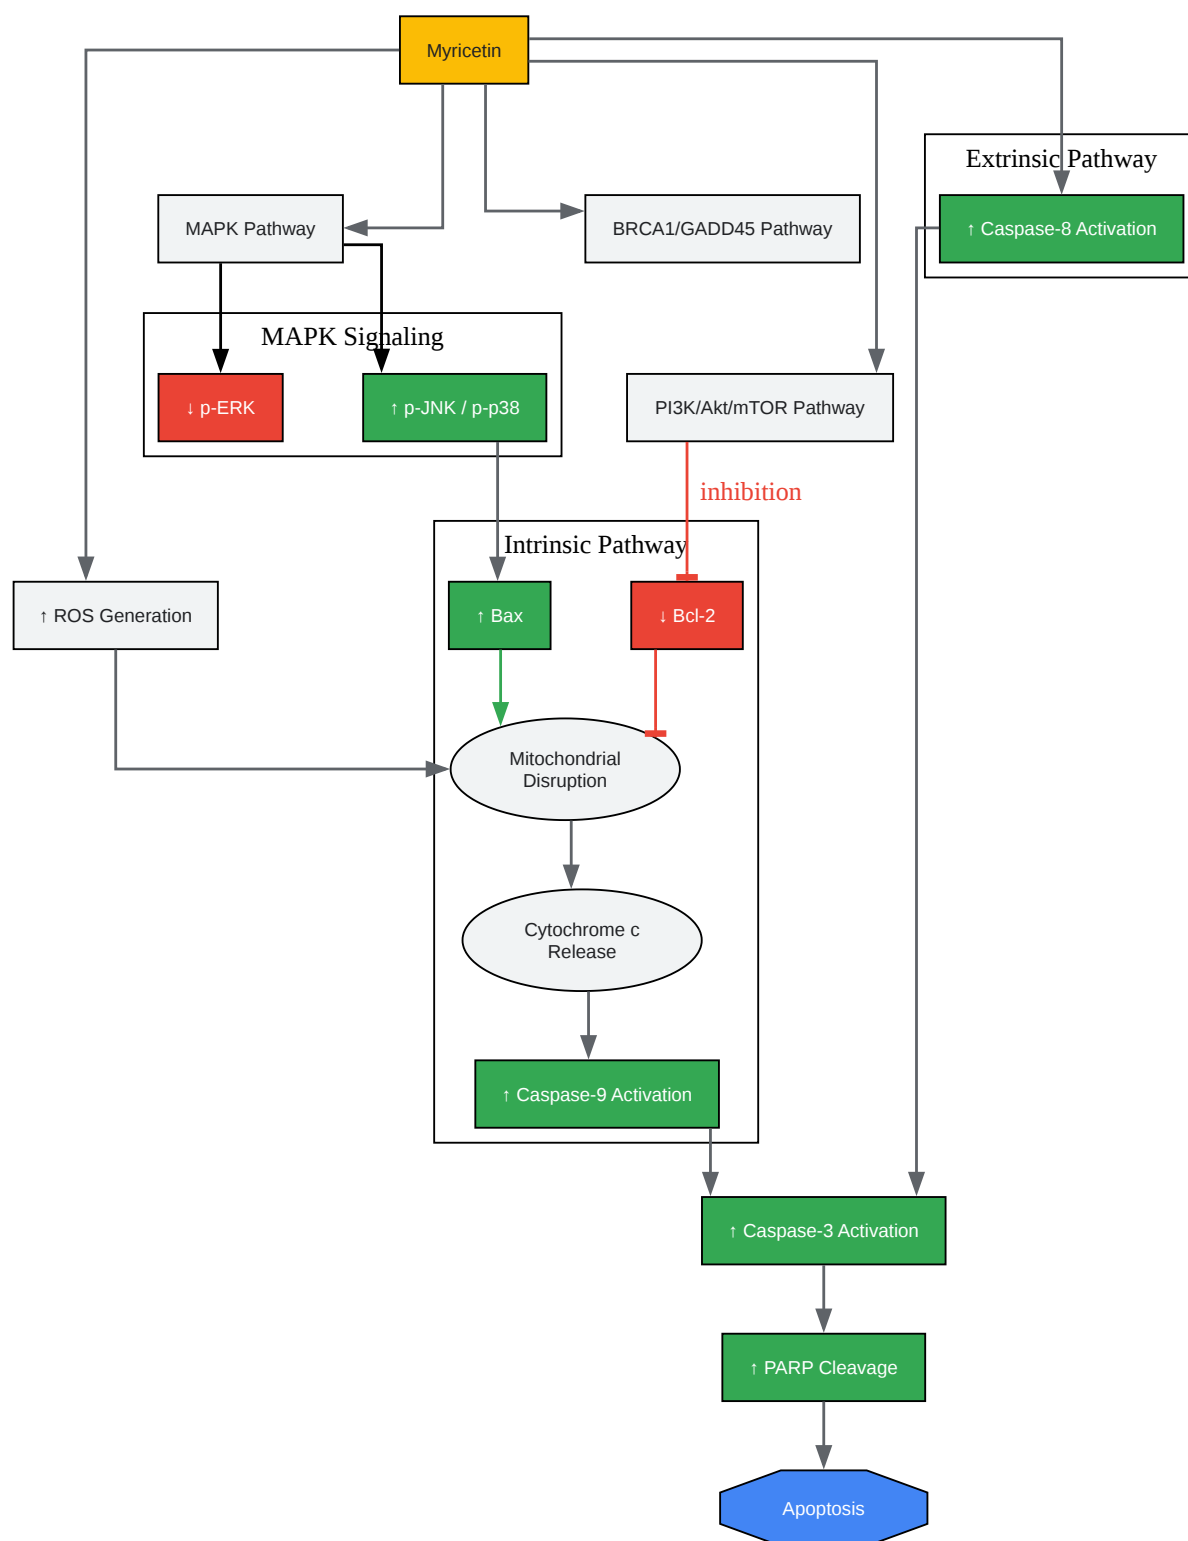 Myricetin
Extrinsic Pathway
MAPK Pathway
BRCA1/GADD45 Pathway
↑ Caspase-8 Activation
MAPK Signaling
↓ p-ERK
↑ p-JNK / p-p38
PI3K/Akt/mTOR Pathway
inhibition
Intrinsic Pathway
↑ ROS Generation
↑ Bax
↓ Bcl-2
Mitochondrial
Disruption
Cytochrome c
Release
↑ Caspase-9 Activation
↑ Caspase-3 Activation
↑ PARP Cleavage
Apoptosis